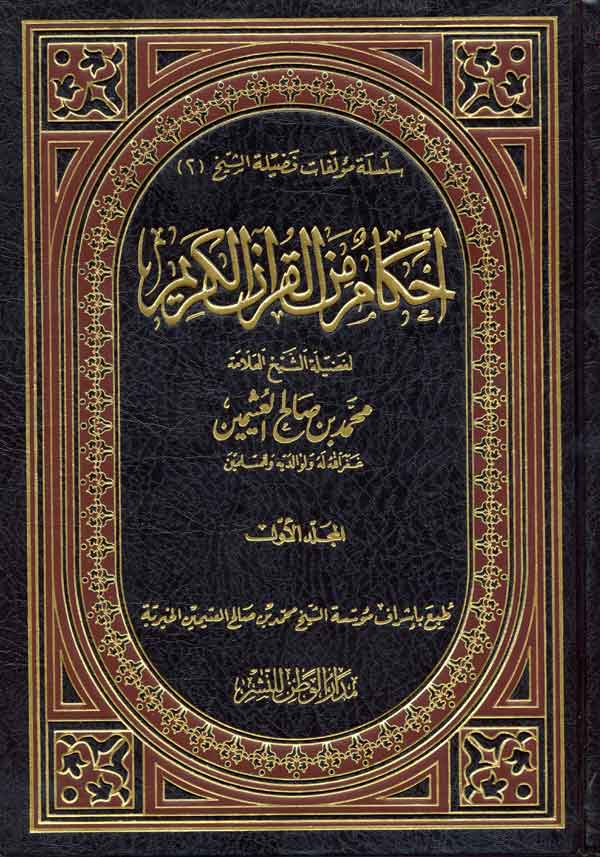 سلسلة مؤلفات فضيلة الشيخ (٢)
أحكام من القرآن الكريم
لفضيلة الشيخ العلامة
محمد بن صالح العثيمين
غفر الله له ولوالديه وللمسلمين
المجلد الأول
طبع بإشراف مؤسسة الشيخ محمد بن صالح العثيمين الخيرية
مدار الوطن للنشر